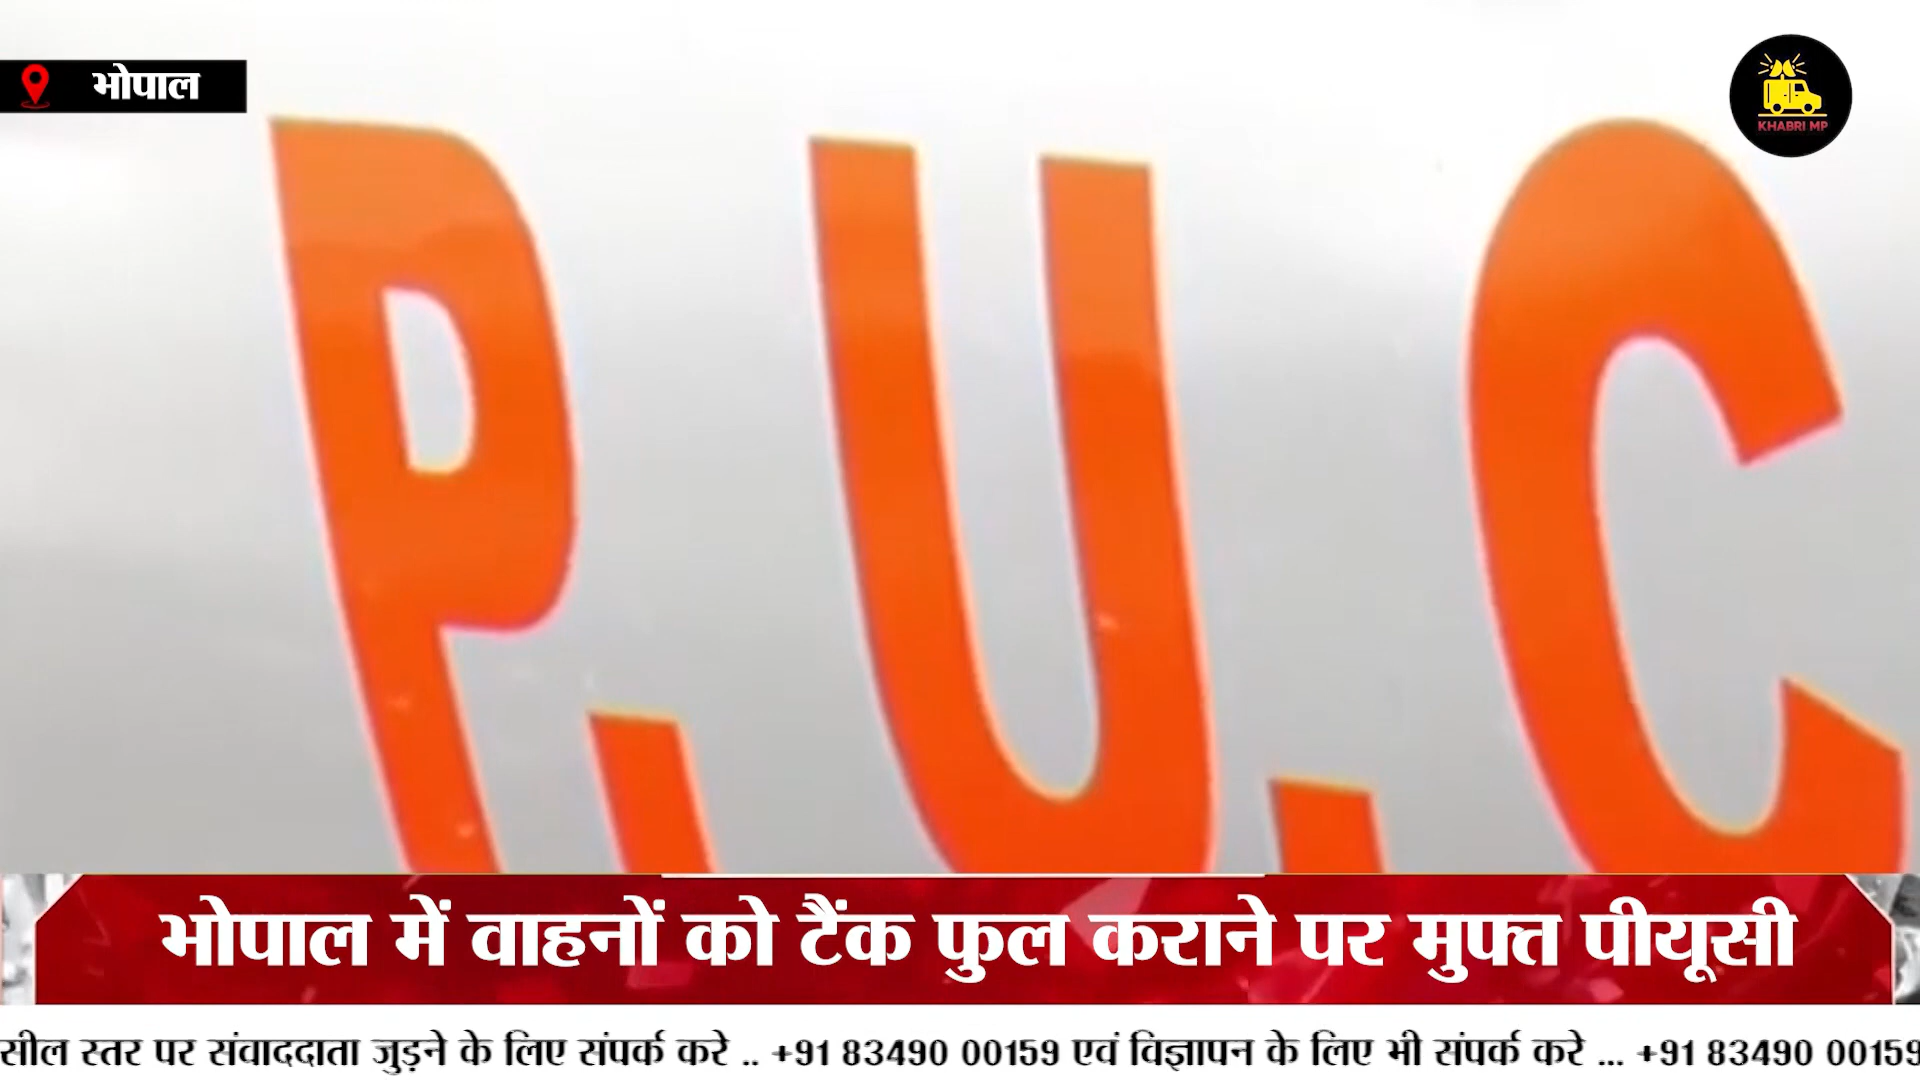 भोपाल
KHABRI MP
P.U.C
भोपाल में वाहनों को टैंक फुल कराने पर मुफ्त पीयूसी
सील स्तर पर संवाददाता जुड़ने के लिए संपर्क करे .. +91 83490 00159 एवं विज्ञापन के लिए भी संपर्क करे ... +91 83490 00159